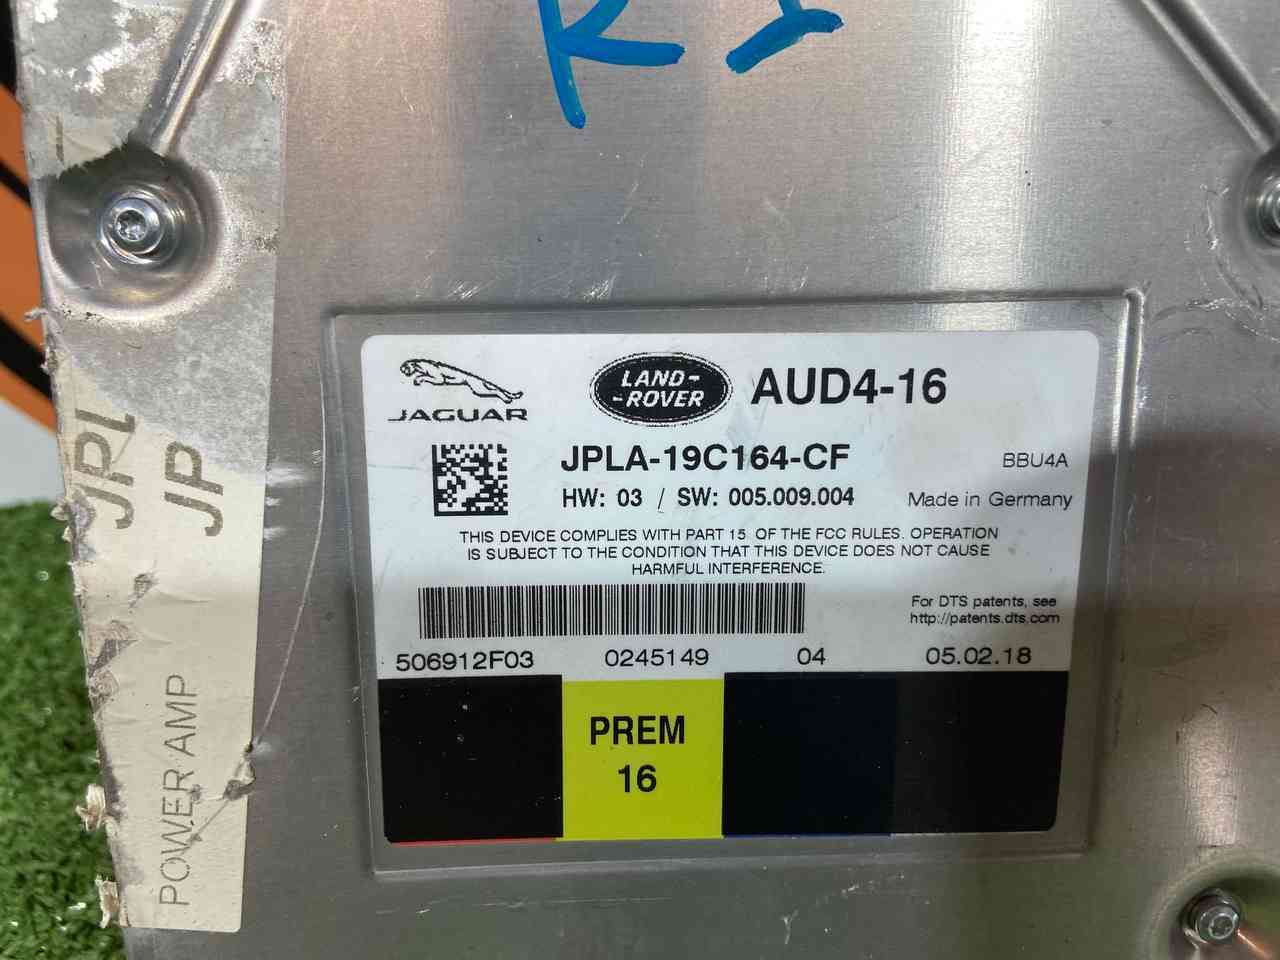 R I
JPL
JP
POWER AMP
JAGUAR
LAND-
-ROVER
AUD4-16
JPLA-19C164-CF
BBU4A
HW: 03 / SW: 005.009.004
Made in Germany
THIS DEVICE COMPLIES WITH PART 15 OF THE FCC RULES. OPERATION
IS SUBJECT TO THE CONDITION THAT THIS DEVICE DOES NOT CAUSE
HARMFUL INTERFERENCE.
For DTS patents, see
http://patents.dts.com
506912F03 0245149 04 05.02.18
PREM
16